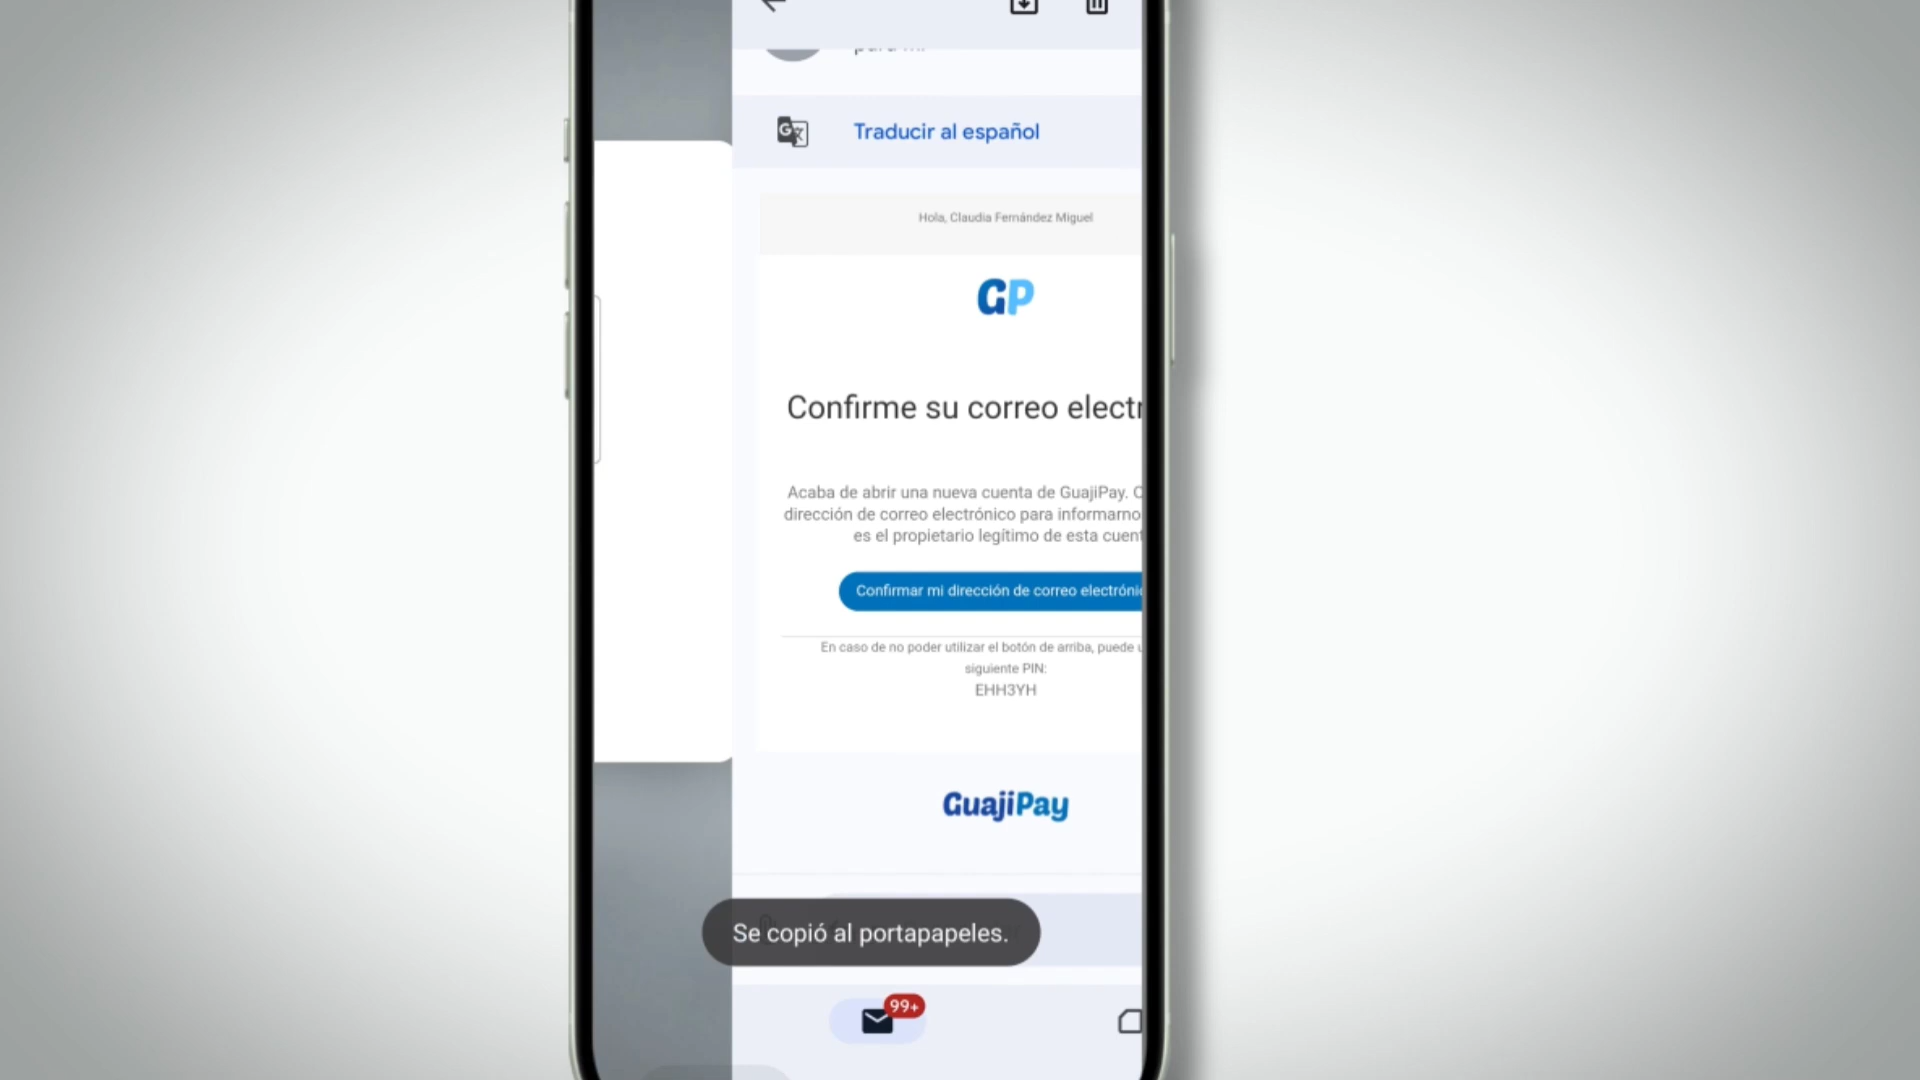 Traducir al español
Hola, Claudia Fernández Miguel
GP
Confirme su correo electr
Acaba de abrir una nueva cuenta de GuajiPay.
dirección de correo electrónico para informarno
es el propietario legítimo de esta cuent
Confirmar mi dirección de correo electróni
En caso de no poder utilizar el botón de arriba, puede
siguiente PIN:
EHH3YH
GuajiPay
Se copió al portapapeles.
99+